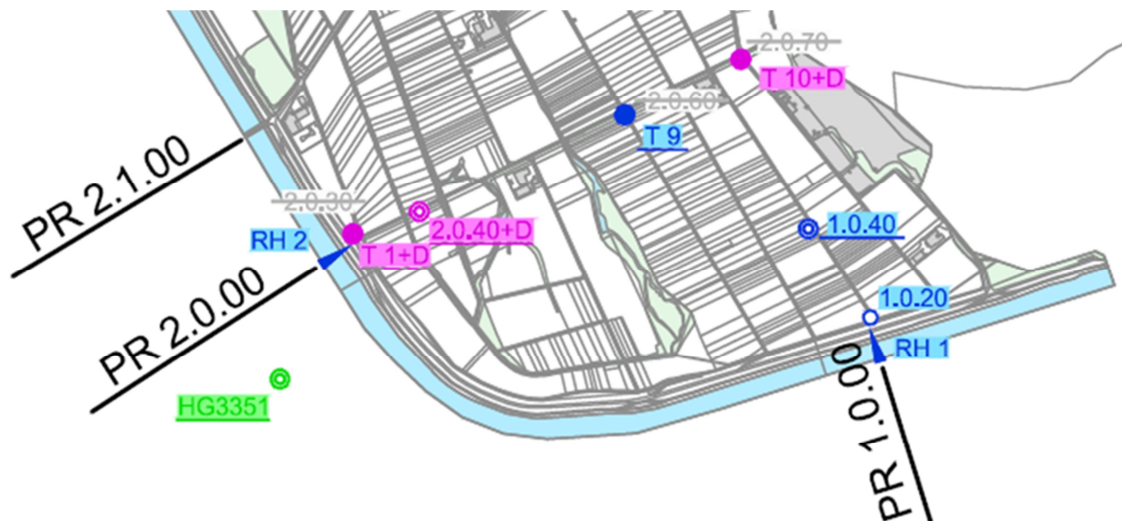 2.0.70
T 10+D
2.0.60
T 9
PR 2.1.00
2.0.30
RH 2
2.0.40+D
T 1+D
1.0.40
PR 2.0.00
1.0.20
RH 1
HG3351
PR 1.0.00